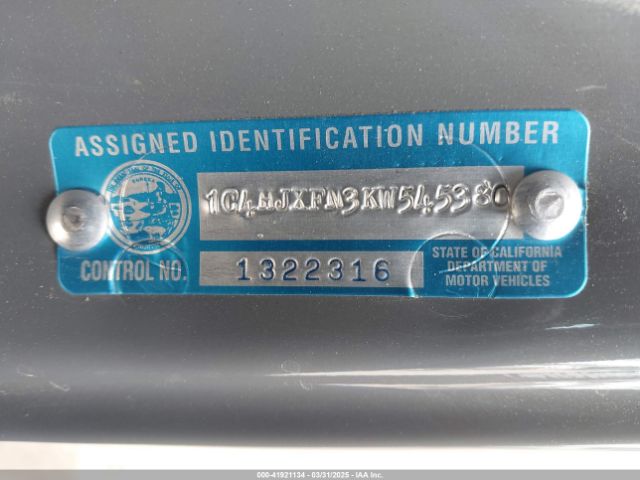 ASSIGNED IDENTIFICATION NUMBER
1C4HJXFN3KW545380
CONTROL NO.
1322316
STATE OF CALIFORNIA
DEPARTMENT OF
MOTOR VEHICLES
000-41921134 - 03/31/2025 - IAA Inc.